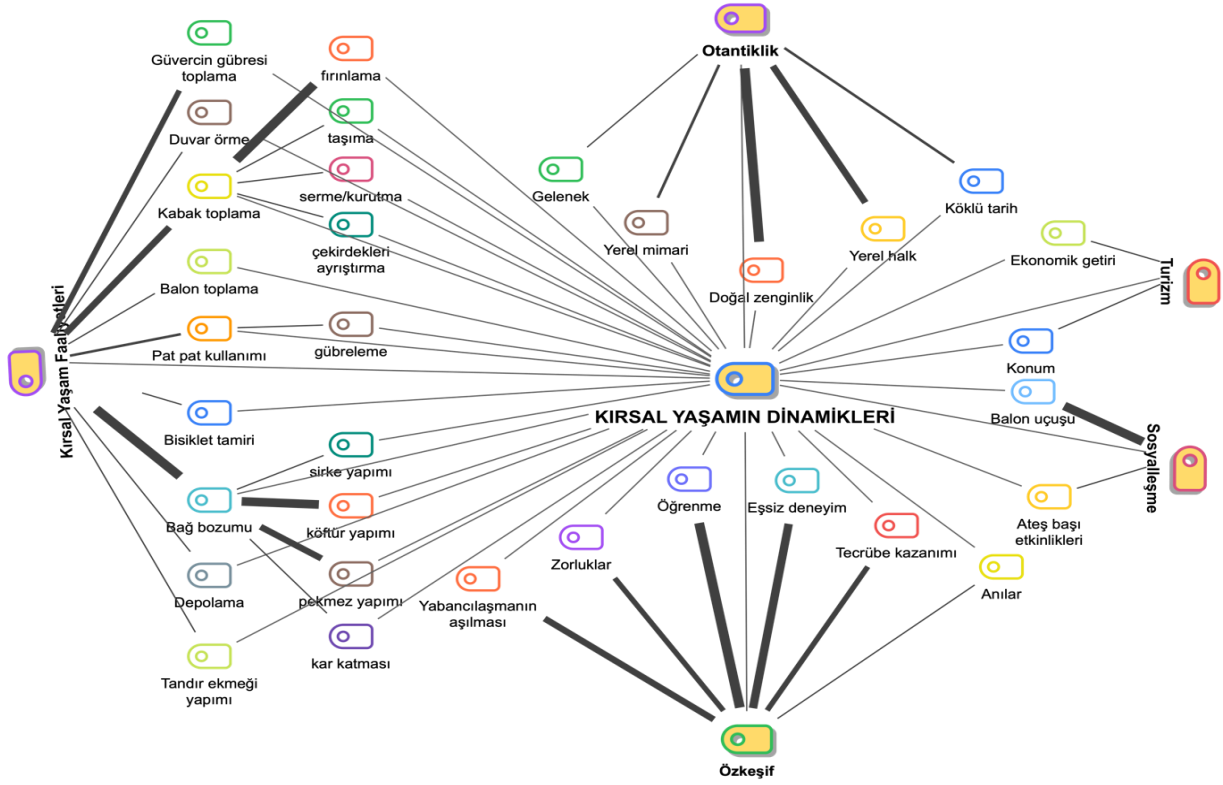 Güvercin gübresi
toplama
fırınlama
Duvar örme
taşıma
Kabak toplama
serme/kurutma
çekirdekleri
ayrıştırma
Balon toplama
Pat pat kullanımı
gübreleme
Kırsal Yaşam Faaliyetleri
Bisiklet tamiri
sirke yapımı
Bağ bozumu
köftür yapımı
Depolama
pekmez yapımı
Tandır ekmeği
yapımı
kar katması
Otantiklik
Gelenek
Yerel mimari
Doğal zenginlik
Yerel halk
Köklü tarih
Ekonomik getiri
Turizm
Konum
KIRSAL YAŞAMIN DİNAMİKLERİ
Balon uçuşu
Sosyalleşme
Ateş başı
etkinlikleri
Öğrenme
Eşsiz deneyim
Zorluklar
Tecrübe kazanımı
Yabancılaşmanın
aşılması
Anılar
Özkeşif